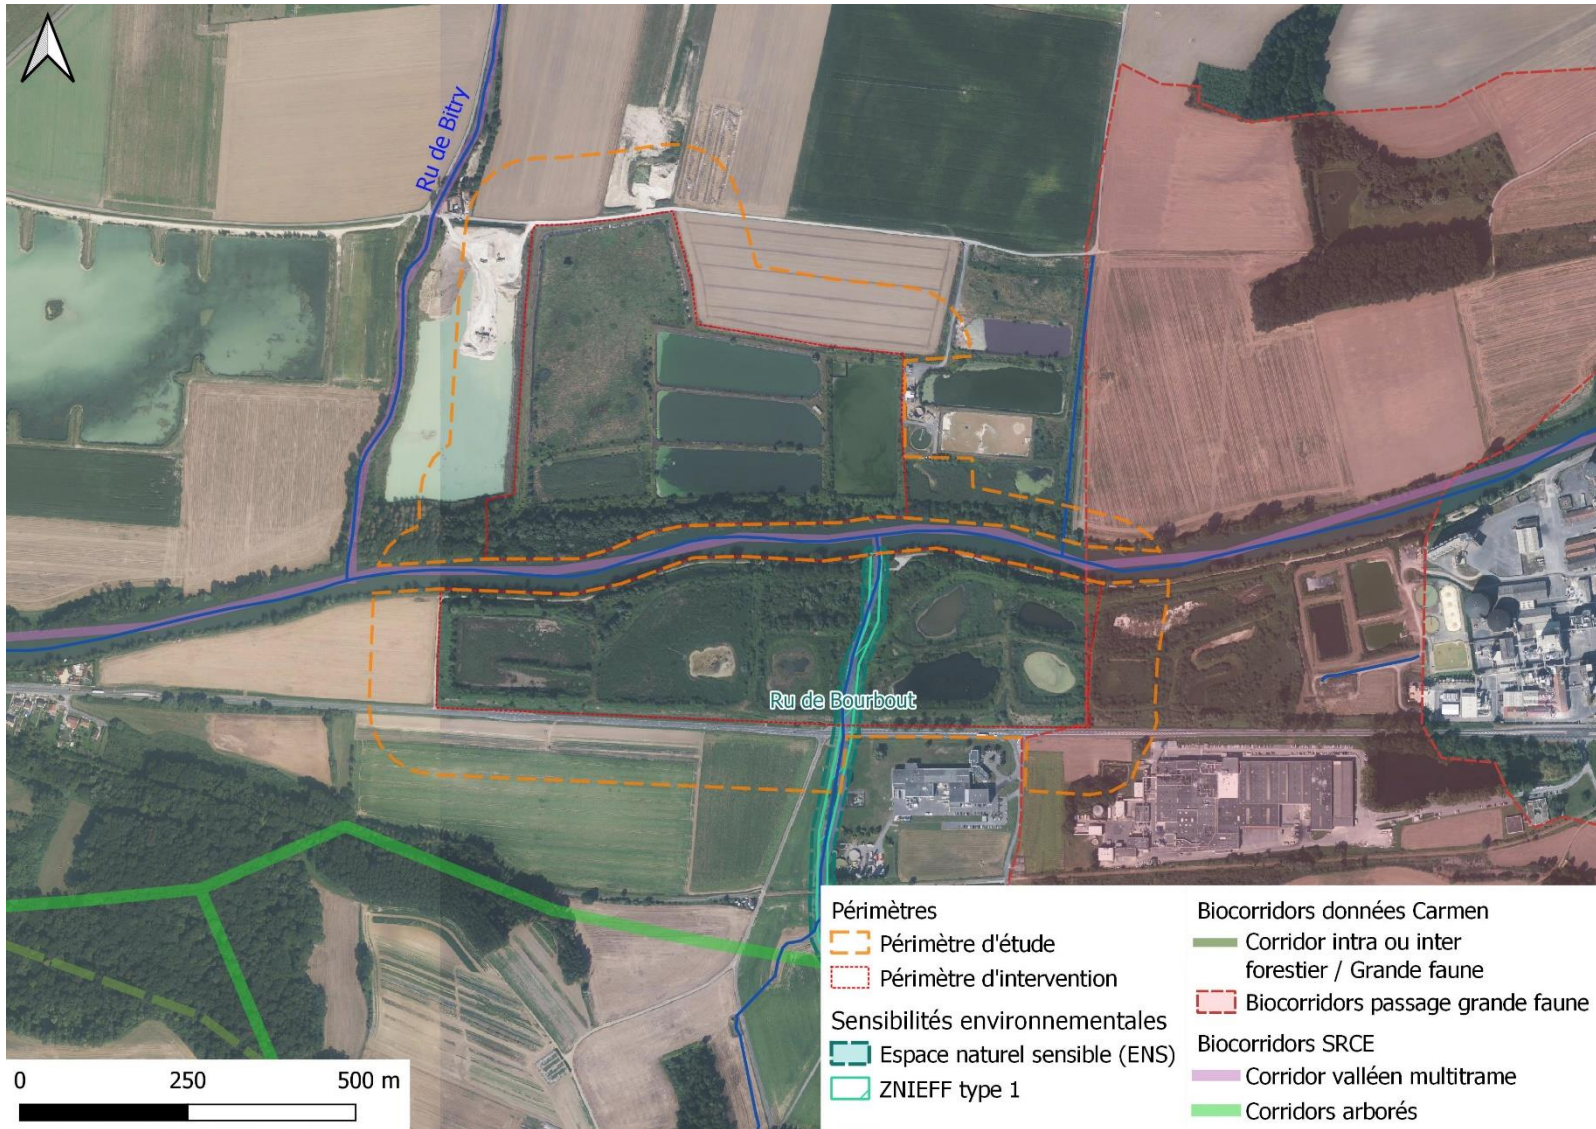 Ru de Bitry
Ru de Bourbout
Périmètres
Périmètre d'étude
Périmètre d'intervention
Sensibilités environnementales
Espace naturel sensible (ENS)
ZNIEFF type 1
Biocorridors données Carmen
Corridor intra ou inter
forestier / Grande faune
Biocorridors passage grande faune
Biocorridors SRCE
Corridor valléen multitrame
Corridors arborés
0 250 500 m